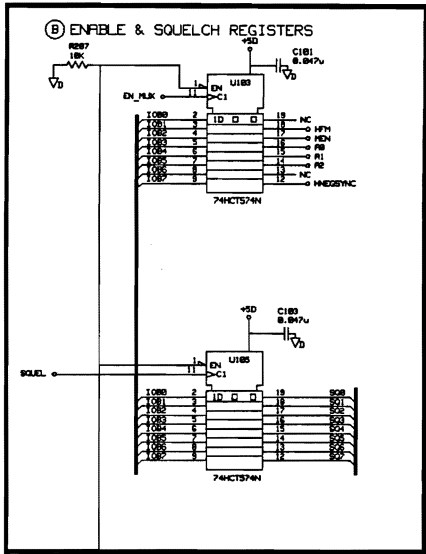 B ENABLE & SQUELCH REGISTERS
+5D
R207
10K
C101
0.047u
D
D
U103
1 EN
EN_MUX 11 C1
IOB0 2 1D 19 NC
IOB1 3 18 HFM
IOB2 4 17 MEN
IOB3 5 16 A0
IOB4 6 15 A1
IOB5 7 14 A2
IOB6 8 13 NC
IOB7 9 12 HNEGSYNC
74HCT574N
+5D
C103
0.047u
D
U105
1 EN
SQUEL 11 C1
IOB0 2 1D 19 SQ0
IOB1 3 18 SQ1
IOB2 4 17 SQ2
IOB3 5 16 SQ3
IOB4 6 15 SQ4
IOB5 7 14 SQ5
IOB6 8 13 SQ6
IOB7 9 12 SQ7
74HCT574N